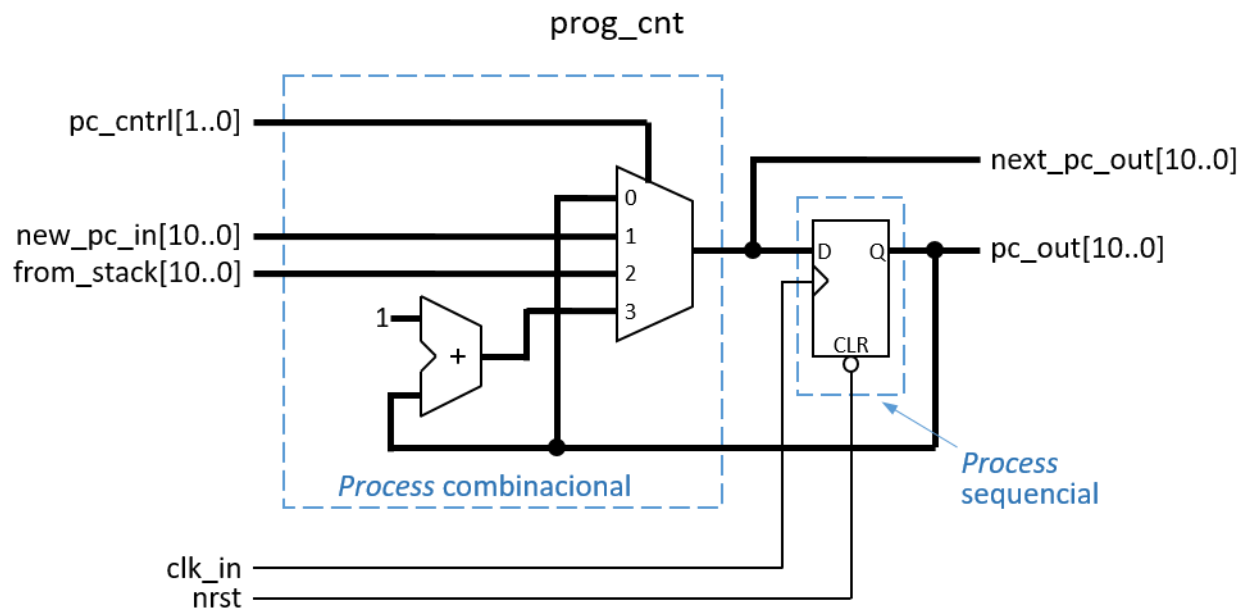 prog_cnt
pc_cntrl[1..0]
next_pc_out[10..0]
0
new_pc_in[10..0]
1
D
Q
pc_out[10..0]
from_stack[10..0]
2
1
3
+
CLR
Process combinacional
Process
sequencial
clk_in
nrst